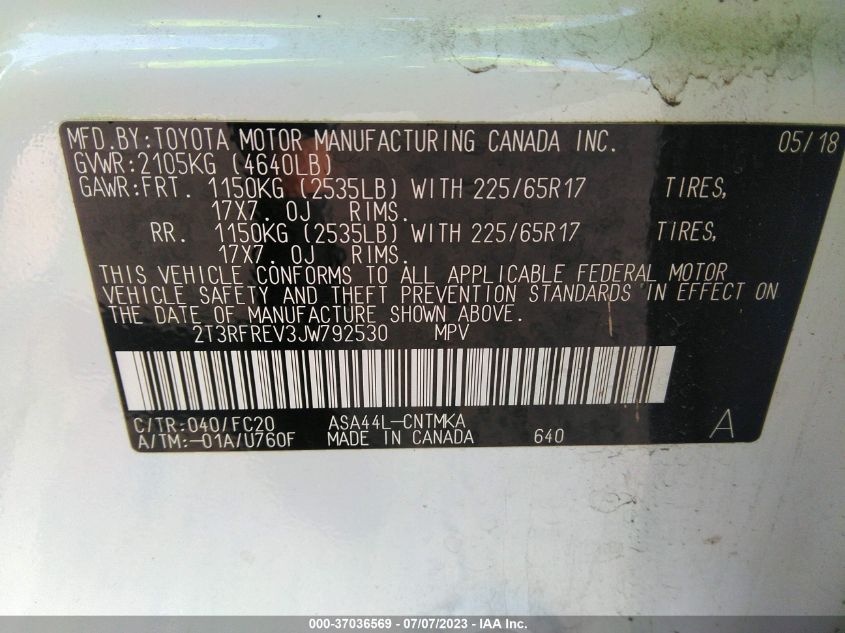 MFD.BY:TOYOTA MOTOR MANUFACTURING CANADA INC. 05/18
GVWR:2105KG (4640LB)
GAWR:FRT. 1150KG (2535LB) WITH 225/65R17 TIRES,
17X7. 0J RIMS.
RR. 1150KG (2535LB) WITH 225/65R17 TIRES,
17X7. 0J RIMS.
THIS VEHICLE CONFORMS TO ALL APPLICABLE FEDERAL MOTOR
VEHICLE SAFETY AND THEFT PREVENTION STANDARDS IN EFFECT ON
THE DATE OF MANUFACTURE SHOWN ABOVE.
2T3RFREV3JW792530 MPV
C/TR:040/FC20 ASA44L-CNTMKA
A/TM:-01A/U760F MADE IN CANADA 640 A
000-37036569 - 07/07/2023 - IAA Inc.